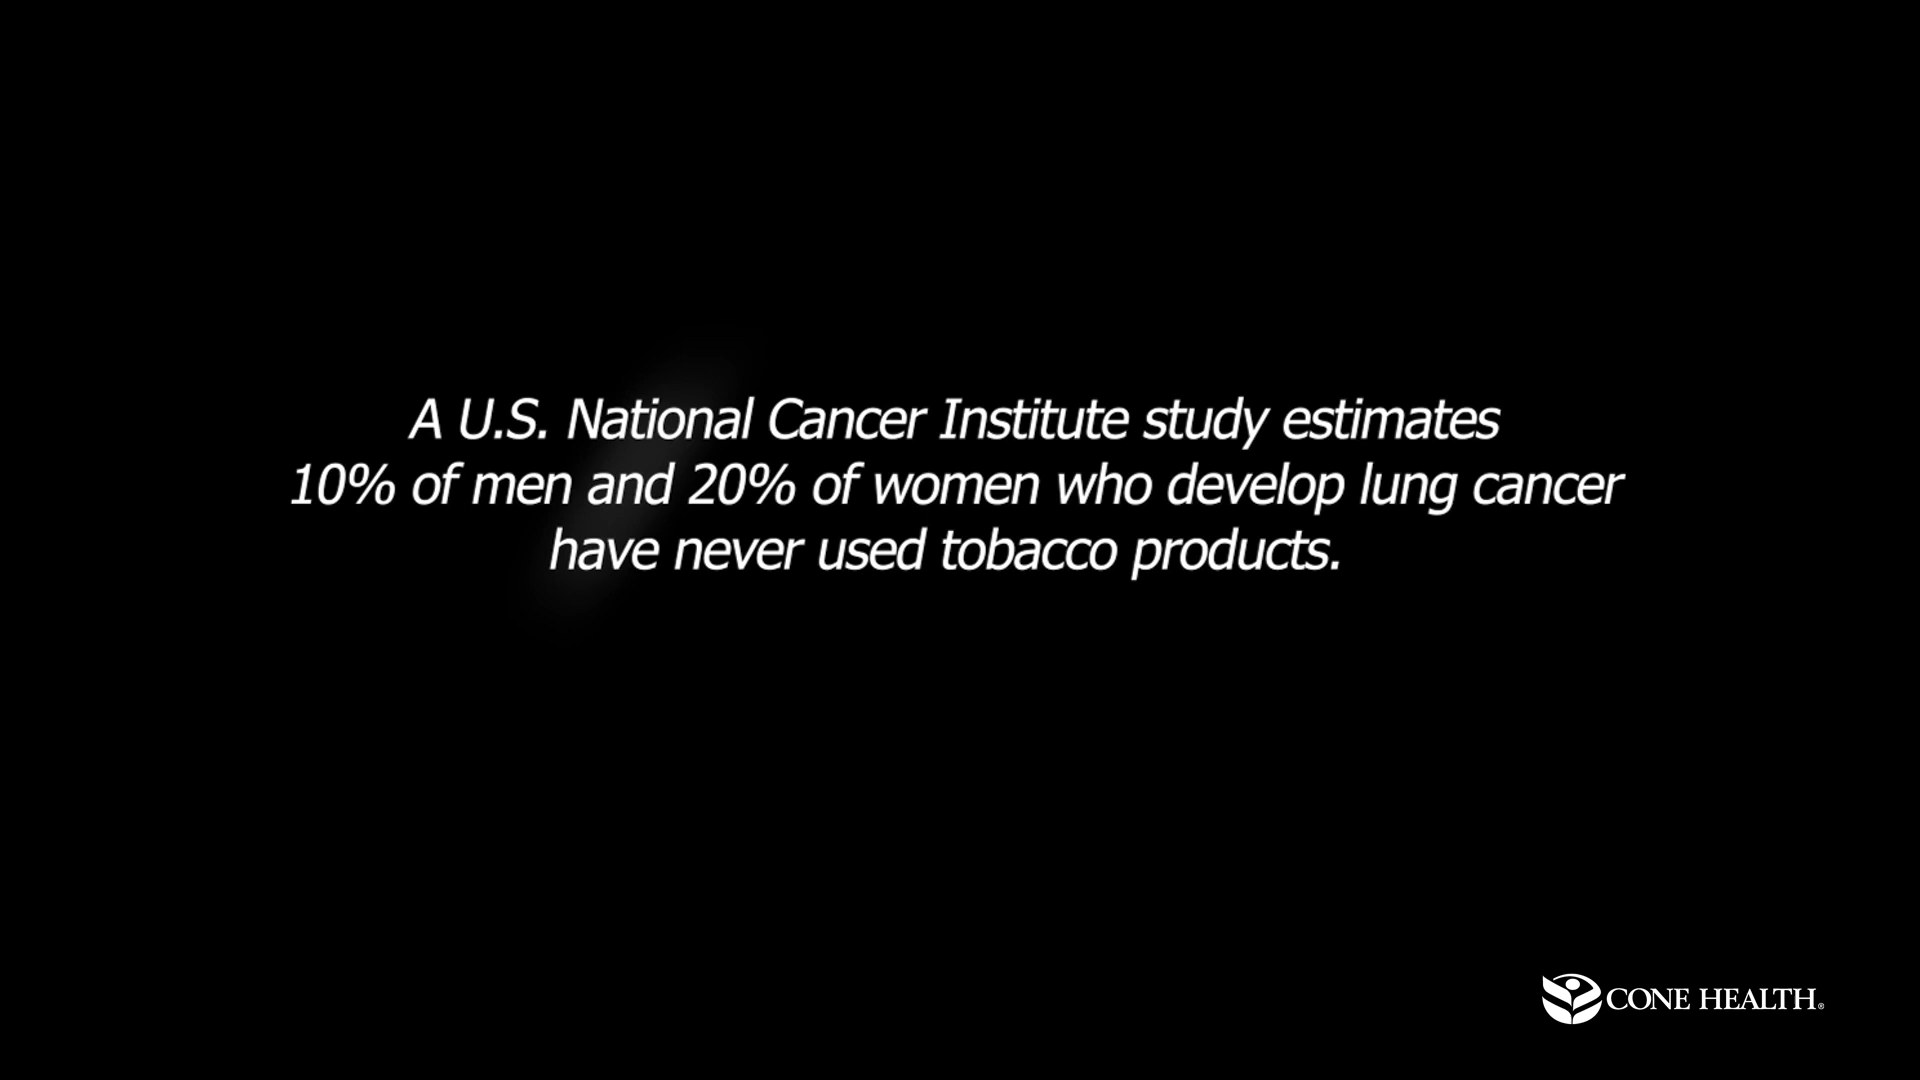 A U.S. National Cancer Institute study estimates
10% of men and 20% of women who develop lung cancer
have never used tobacco products.
CONE HEALTH®